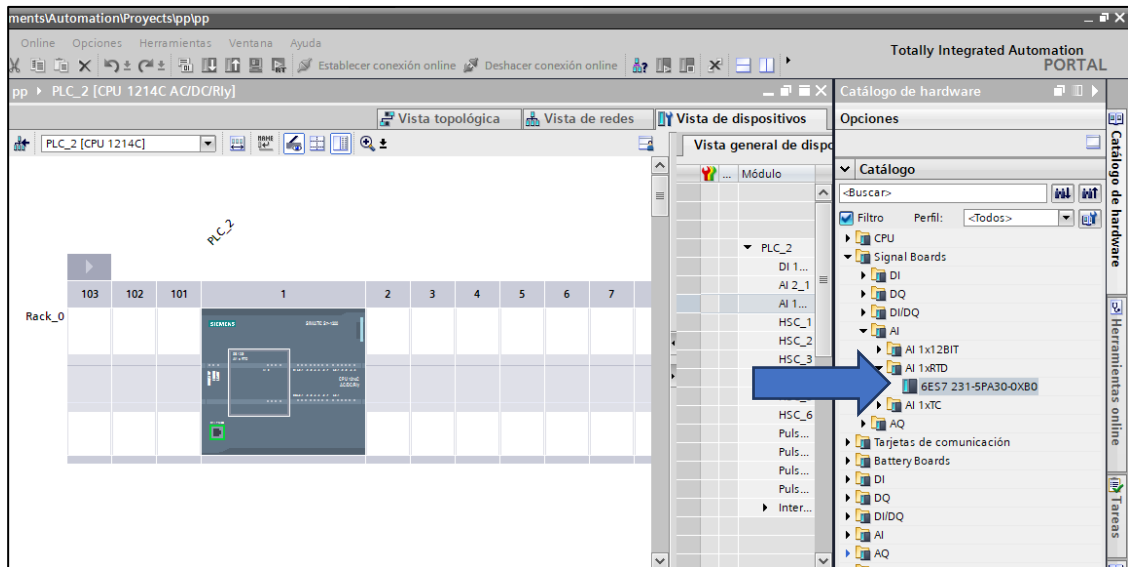 ments\Automation\Proyects\pp\pp
Online Opciones Herramientas Ventana Ayuda
Establecer conexión online Deshacer conexión online
Totally Integrated Automation
PORTAL
pp PLC_2 [CPU 1214C AC/DC/Rly]
Catálogo de hardware
Vista topológica Vista de redes Vista de dispositivos
Opciones
PLC_2 [CPU 1214C]
Vista general de dispo
... Módulo
Catálogo
<Buscar>
Filtro Perfil: <Todos>
PLC_2
103 102 101 1 2 3 4 5 6 7
Rack_0
SIEMENS
PLC_2
DI 1...
AI 2_1
AI 1...
HSC_1
HSC_2
HSC_3
HSC_6
Puls...
Puls...
Puls...
Puls...
Inter...
CPU
Signal Boards
DI
DQ
DI/DQ
AI
AI 1x12BIT
AI 1xRTD
6ES7 231-5PA30-0XB0
AI 1xTC
AQ
Tarjetas de comunicación
Battery Boards
DI
DQ
DI/DQ
AI
AQ
Catálogo de hardware
Herramientas online
Tareas